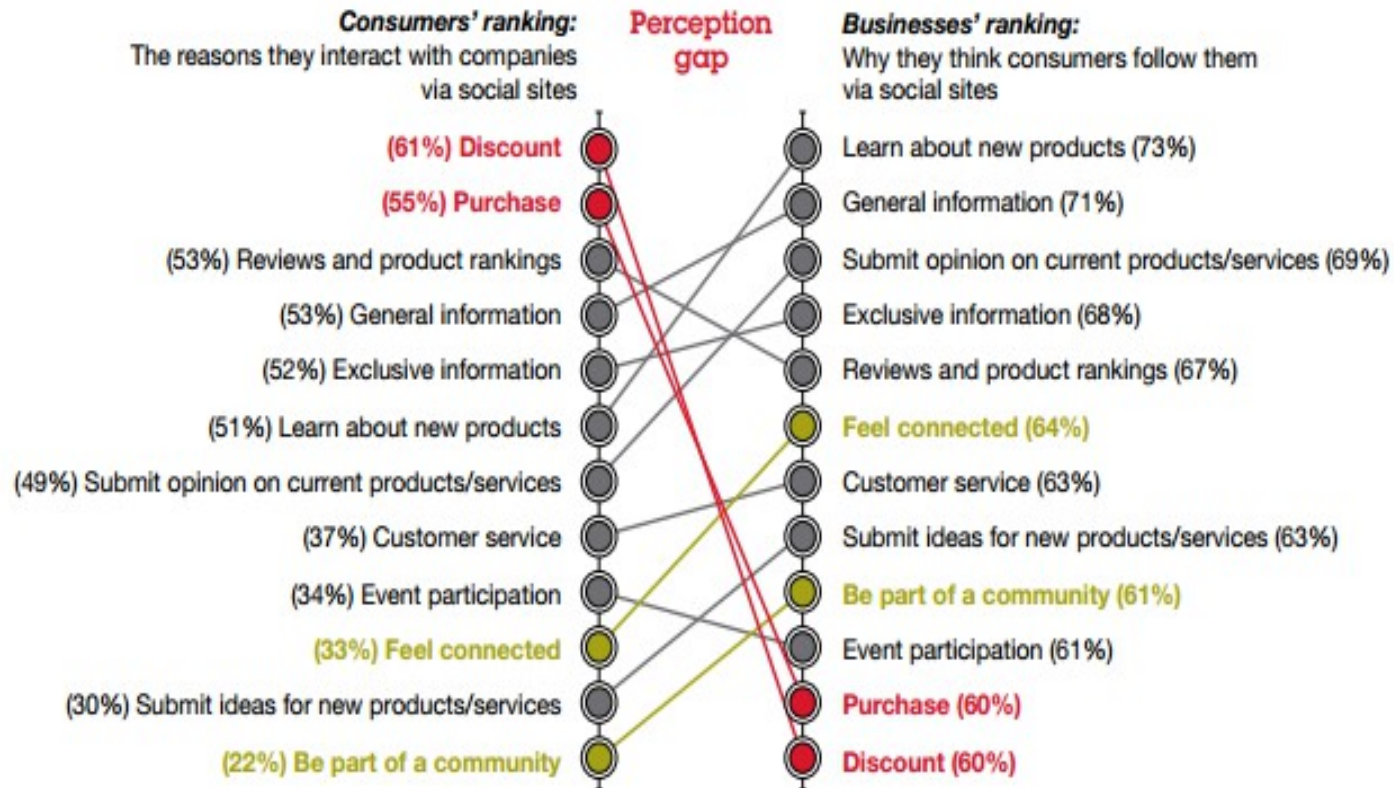 Consumers' ranking:
The reasons they interact with companies
via social sites
Perception
gap
Businesses' ranking:
Why they think consumers follow them
via social sites
(61%) Discount
(55%) Purchase
(53%) Reviews and product rankings
(53%) General information
(52%) Exclusive information
(51%) Learn about new products
(49%) Submit opinion on current products/services
(37%) Customer service
(34%) Event participation
(33%) Feel connected
(30%) Submit ideas for new products/services
(22%) Be part of a community
Learn about new products (73%)
General information (71%)
Submit opinion on current products/services (69%)
Exclusive information (68%)
Reviews and product rankings (67%)
Feel connected (64%)
Customer service (63%)
Submit ideas for new products/services (63%)
Be part of a community (61%)
Event participation (61%)
Purchase (60%)
Discount (60%)